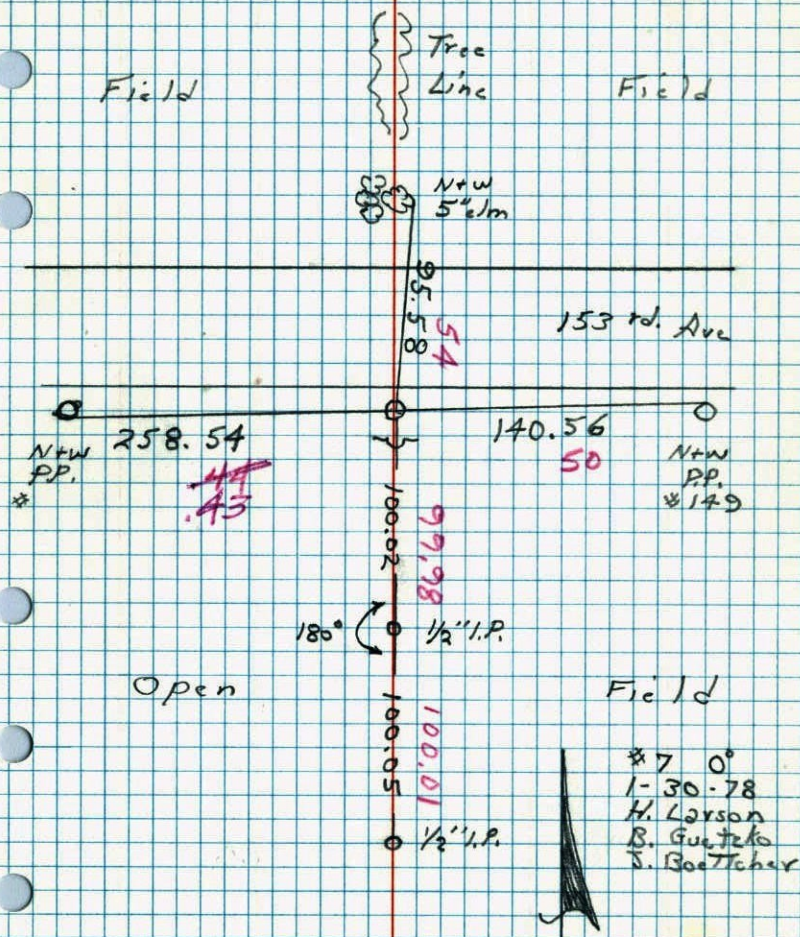 Tree
Line
Field
Field
N+W
5" elm
95.58
54
153 rd. Ave
258.54
44
.43
140.56
50
N+W
P.P.
#
N+W
P.P.
#149
100.02
99.98
180°
1/2" I.P.
Open
Field
100.05
100.01
1/2" I.P.
#7 0°
1-30-78
H. Larson
B. Guetzko
J. Boettcher